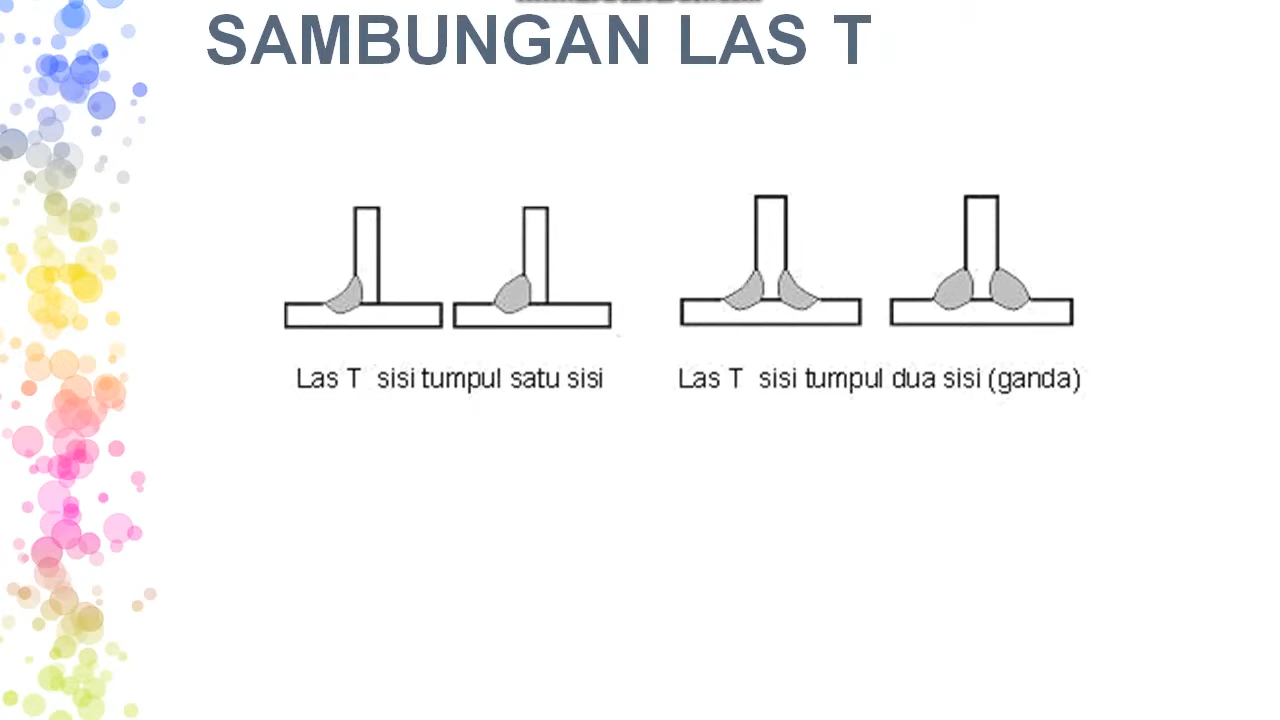 SAMBUNGAN LAS T
Las T sisi tumpul satu sisi
Las T sisi tumpul dua sisi (ganda)